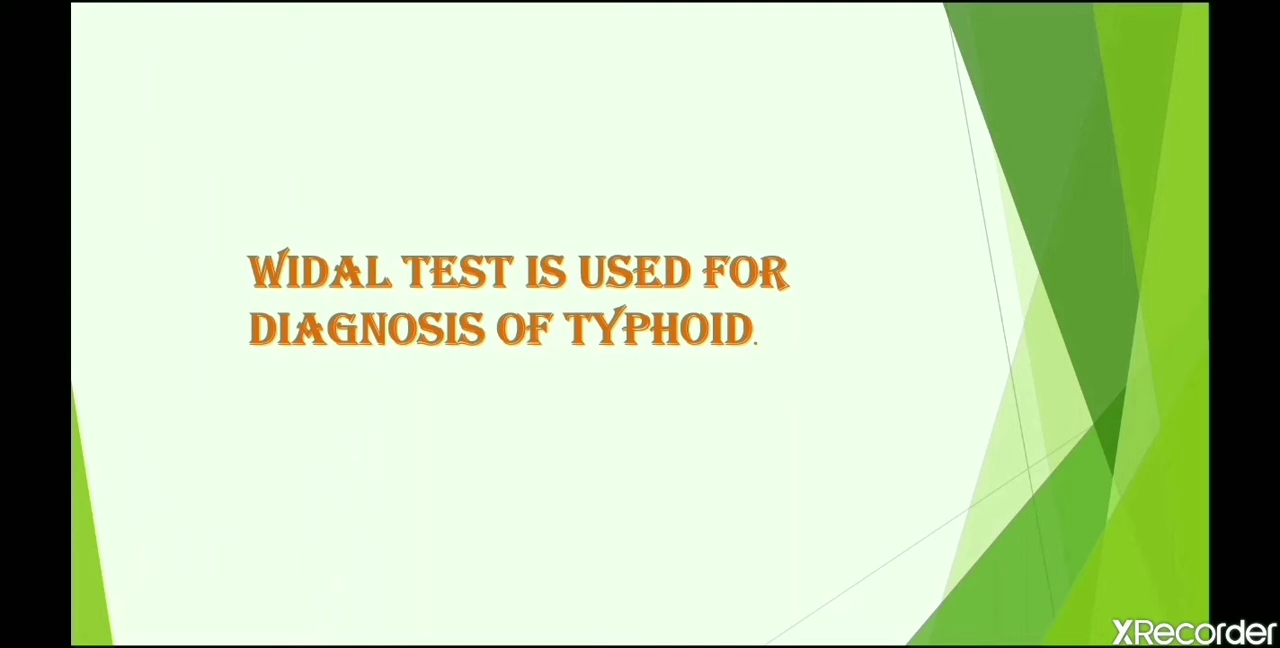 WIDAL TEST IS USED FOR
DIAGNOSIS OF TYPHOID.
XRecorder